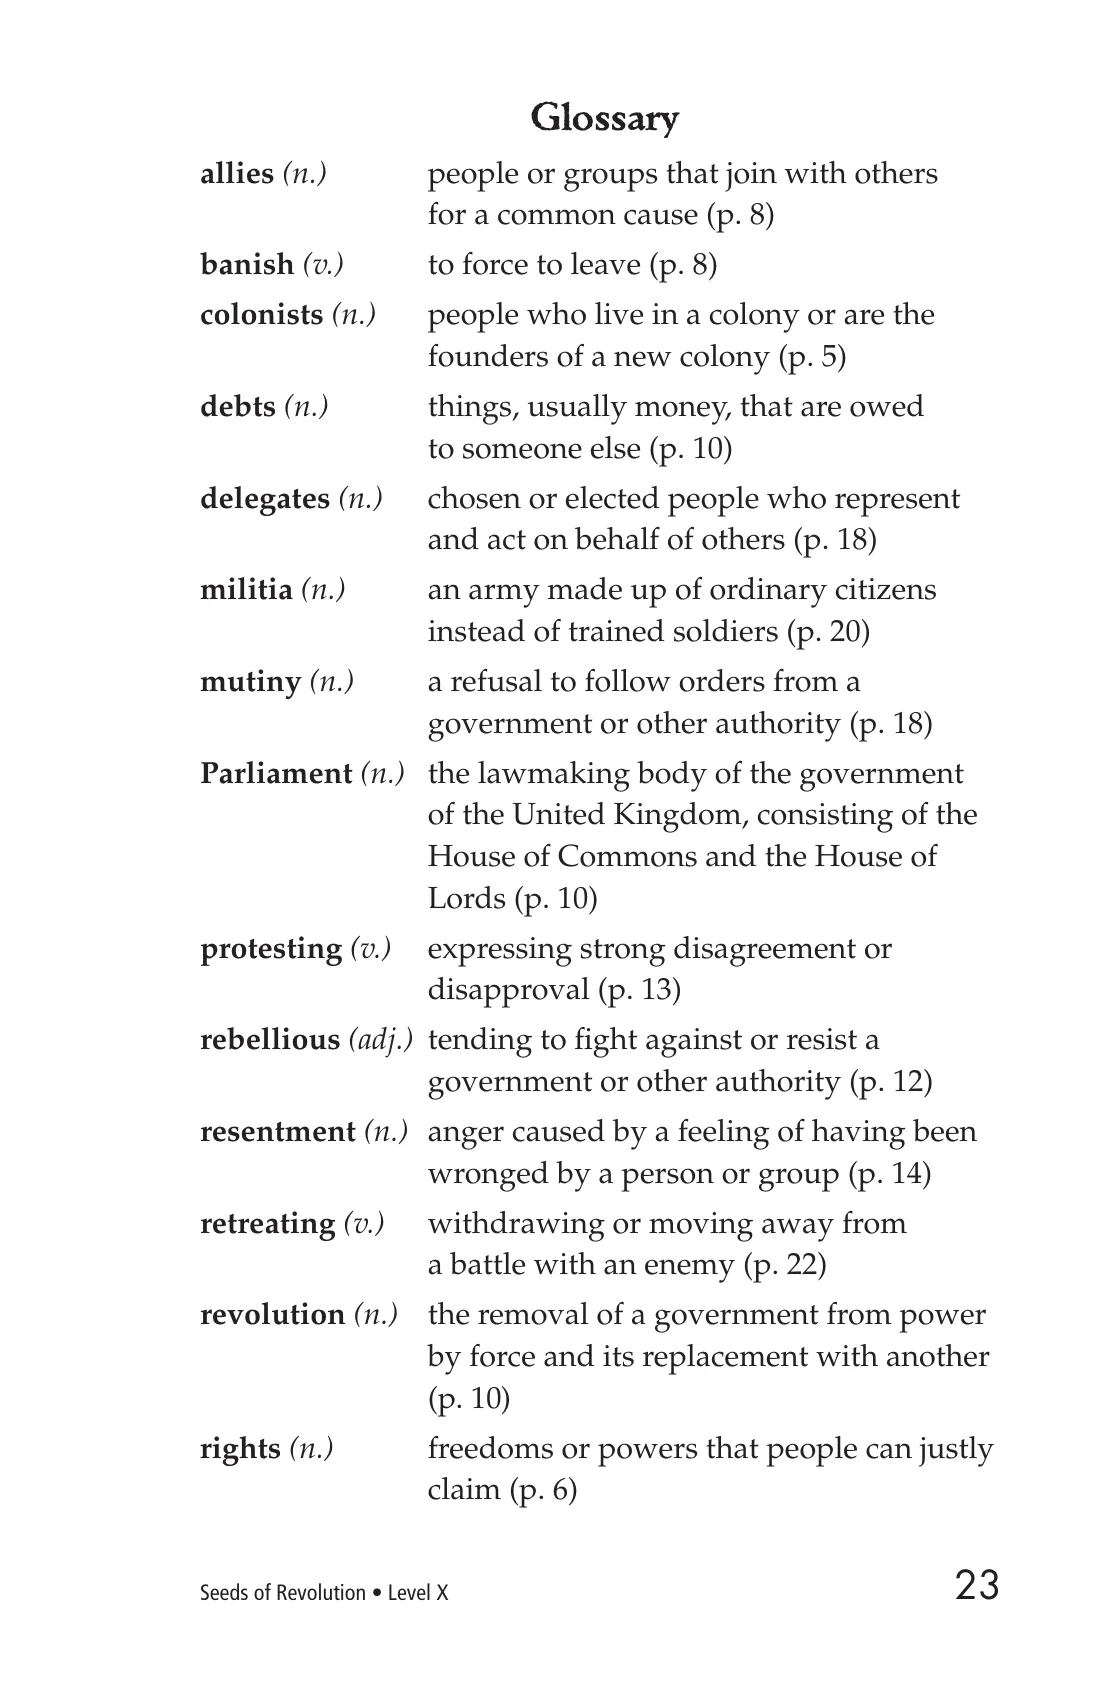 Glossary
allies (n.) people or groups that join with others
for a common cause (p. 8)
banish (v.) to force to leave (p. 8)
colonists (n.) people who live in a colony or are the
founders of a new colony (p. 5)
debts (n.) things, usually money, that are owed
to someone else (p. 10)
delegates (n.) chosen or elected people who represent
and act on behalf of others (p. 18)
militia (n.) an army made up of ordinary citizens
instead of trained soldiers (p. 20)
mutiny (n.) a refusal to follow orders from a
government or other authority (p. 18)
Parliament (n.) the lawmaking body of the government
of the United Kingdom, consisting of the
House of Commons and the House of
Lords (p. 10)
protesting (v.) expressing strong disagreement or
disapproval (p. 13)
rebellious (adj.) tending to fight against or resist a
government or other authority (p. 12)
resentment (n.) anger caused by a feeling of having been
wronged by a person or group (p. 14)
retreating (v.) withdrawing or moving away from
a battle with an enemy (p. 22)
revolution (n.) the removal of a government from power
by force and its replacement with another
(p. 10)
rights (n.) freedoms or powers that people can justly
claim (p. 6)
Seeds of Revolution • Level X 23